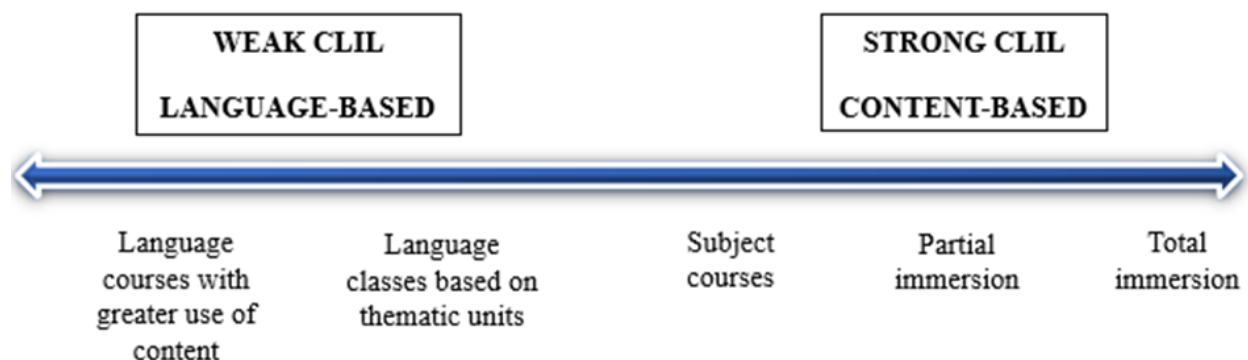 WEAK CLIL
LANGUAGE-BASED
STRONG CLIL
CONTENT-BASED
Language
courses with
greater use of
content
Language
classes based on
thematic units
Subject
courses
Partial
immersion
Total
immersion